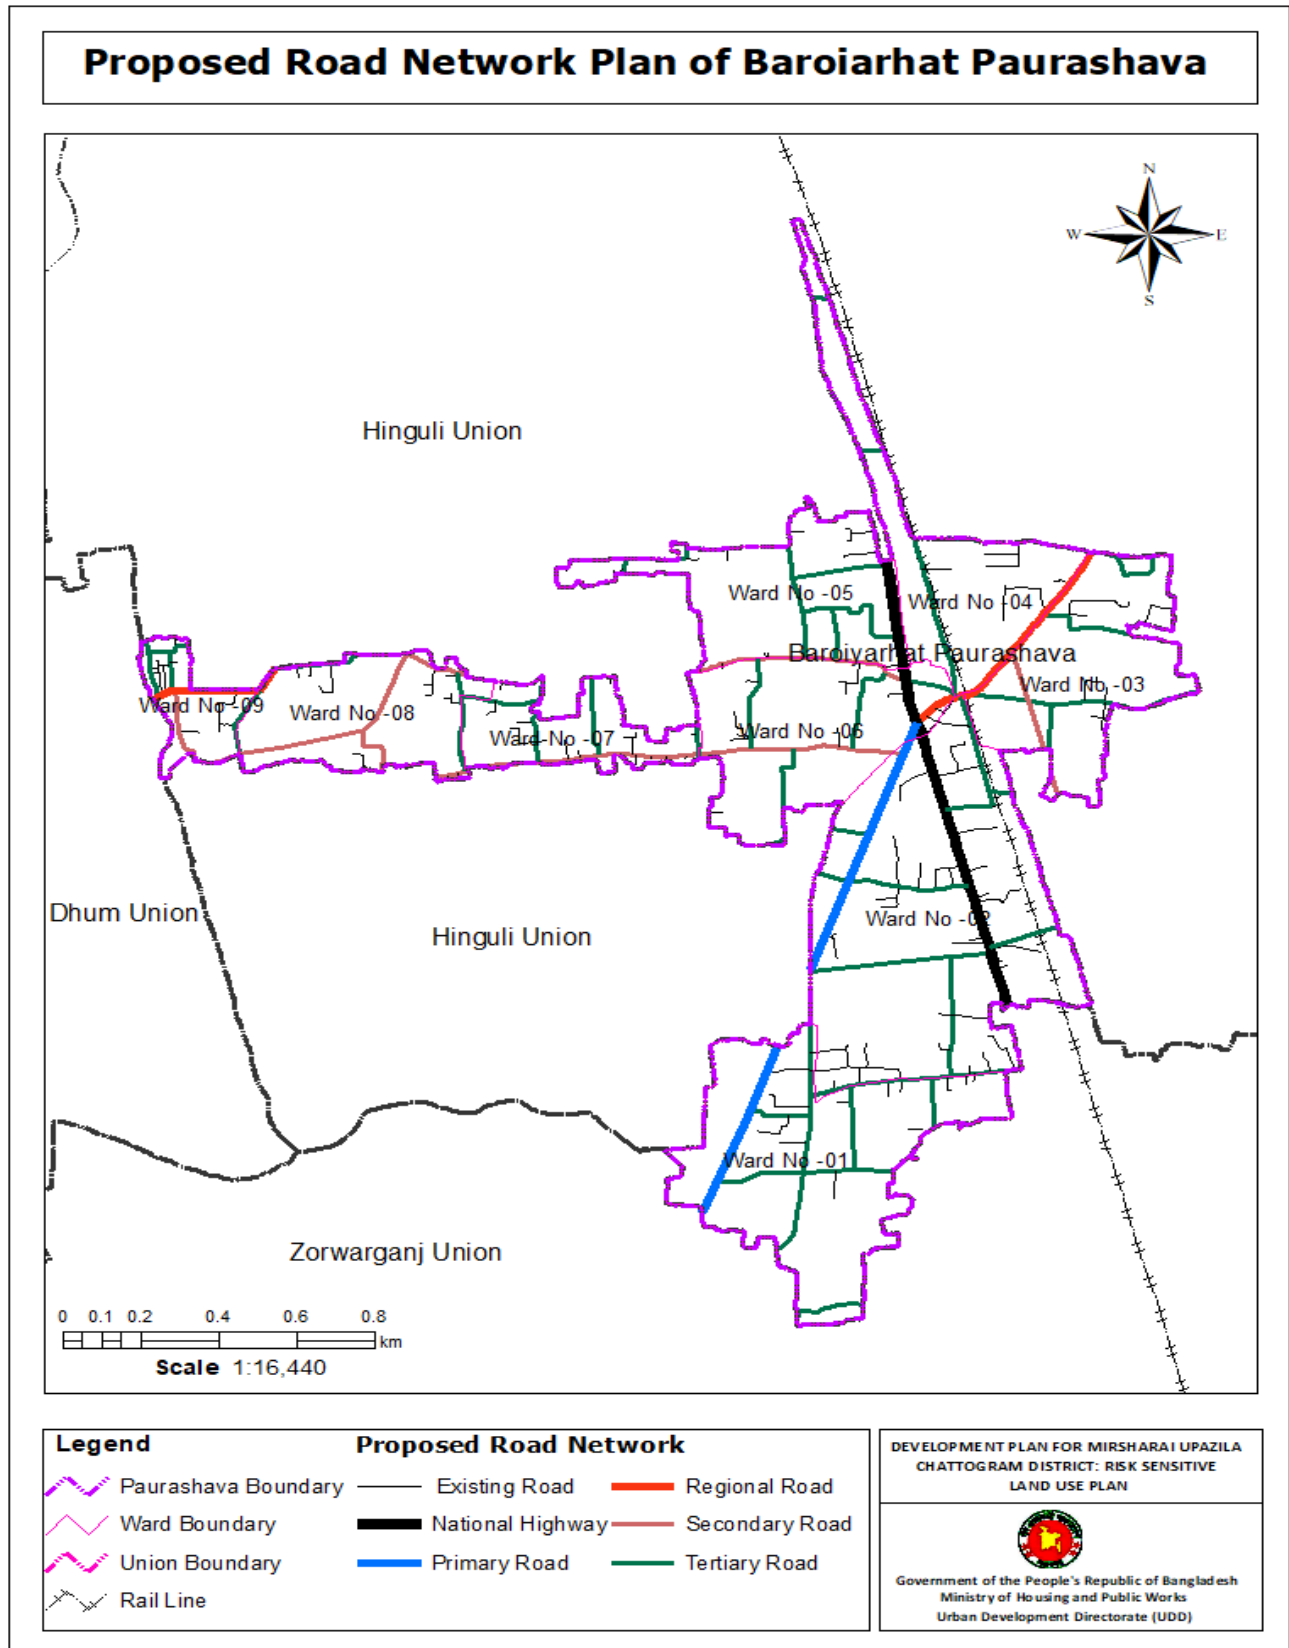 Proposed Road Network Plan of Baroiarhat Paurashava
N
W
E
S
Hinguli Union
Ward No -05
Ward No -04
Baroiyarhat Paurashava
Ward No -03
Ward No -09
Ward No -08
Ward No -07
Ward No -06
Dhum Union
Hinguli Union
Ward No -02
Ward No -01
Zorwarganj Union
0 0.1 0.2 0.4 0.6 0.8
km
Scale 1:16,440
Legend
Paurashava Boundary
Ward Boundary
Union Boundary
Rail Line
Proposed Road Network
Existing Road
National Highway
Primary Road
Regional Road
Secondary Road
Tertiary Road
DEVELOPMENT PLAN FOR MIRSHARAI UPAZILA
CHATTOGRAM DISTRICT: RISK SENSITIVE
LAND USE PLAN
Government of the People's Republic of Bangladesh
Ministry of Housing and Public Works
Urban Development Directorate (UDD)